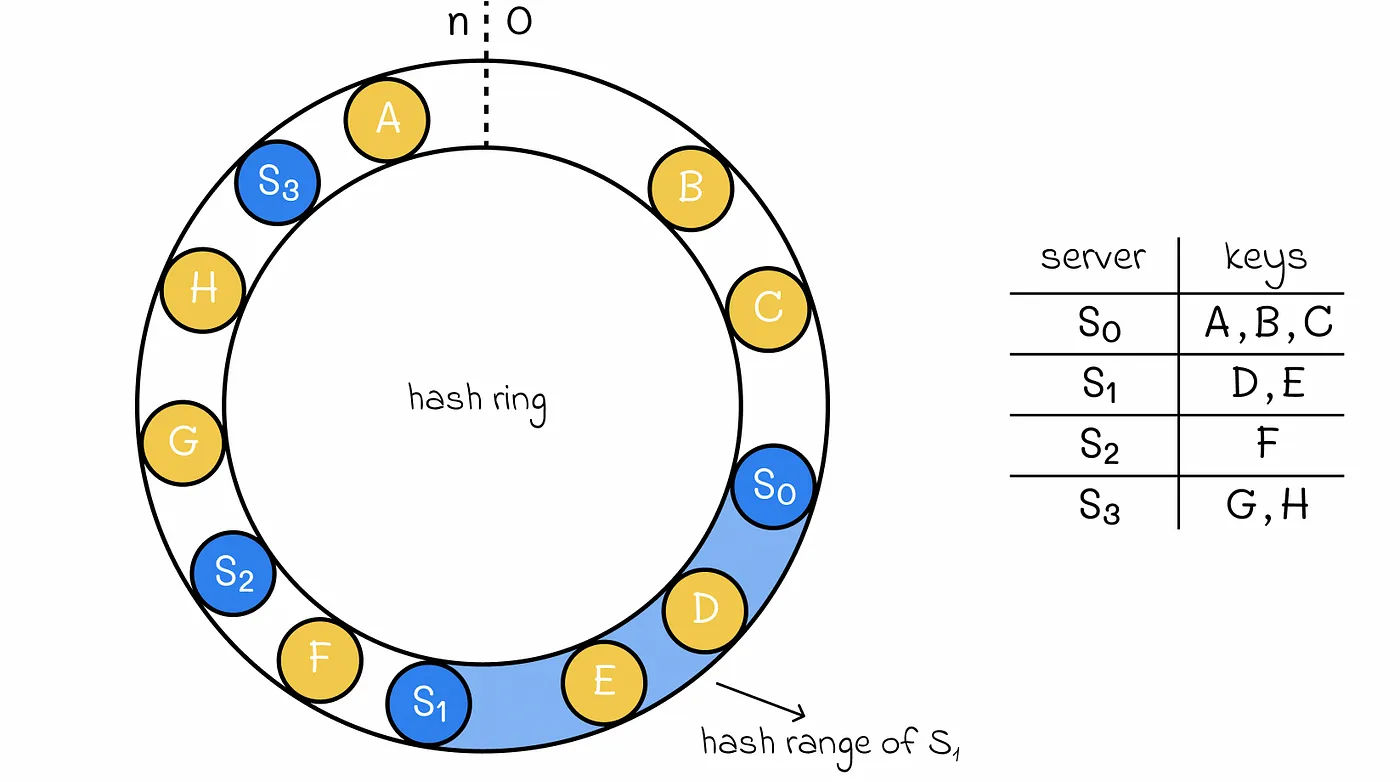 n 0
A
S₃
B
H
C
hash ring
G
S₀
S₂
D
F
E
S₁
hash range of S₁
server keys
S₀ A, B, C
S₁ D, E
S₂ F
S₃ G, H